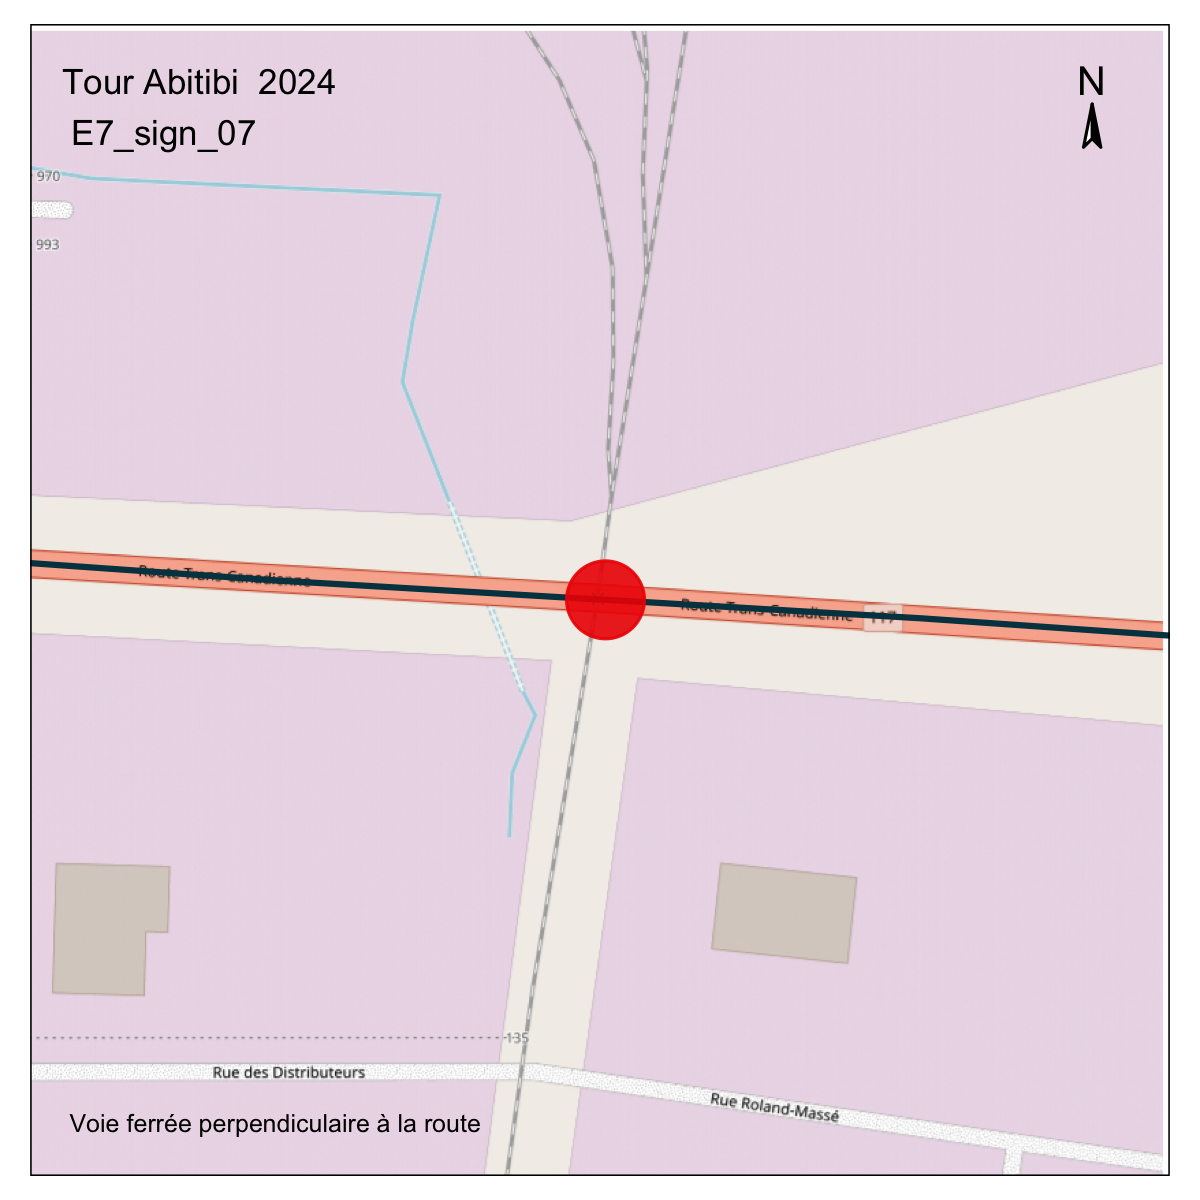 Tour Abitibi  2024
N
E7_sign_07
970
993
Route Trans-Canadienne
Route Trans-Canadienne
117
135
Rue des Distributeurs
Rue Roland-Massé
Voie ferrée perpendiculaire à la route